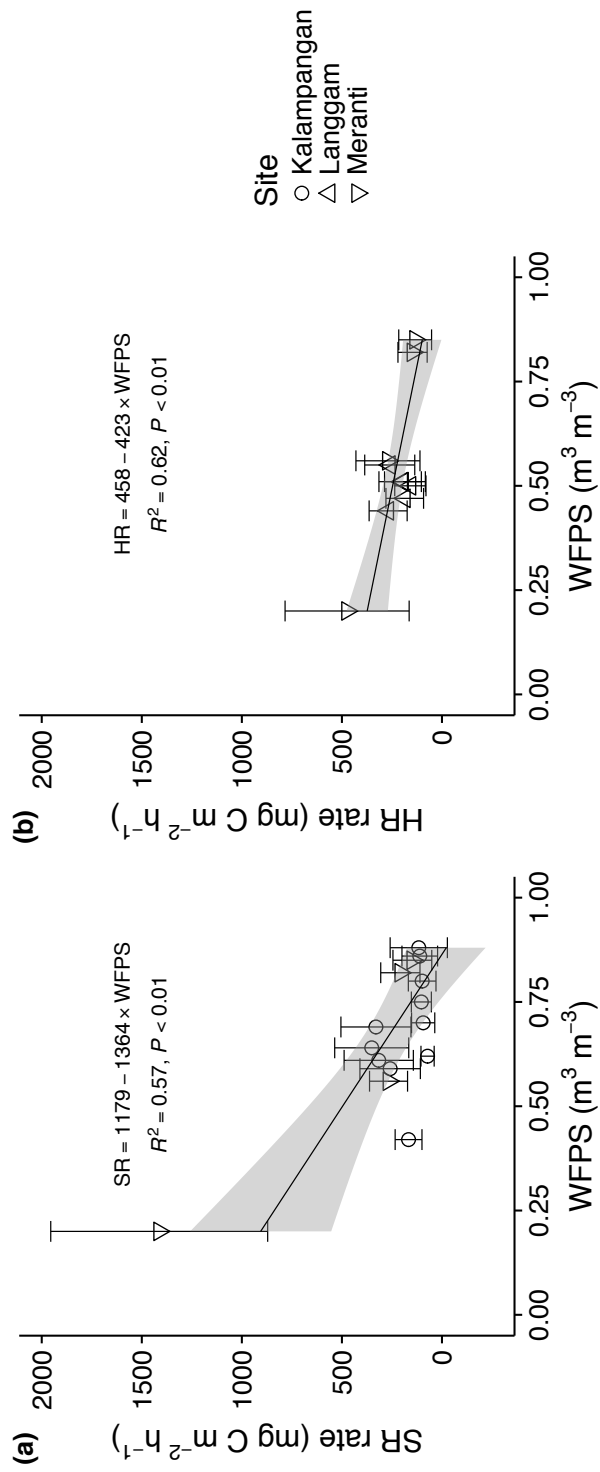 (a)
SR rate (mg C m⁻² h⁻¹)
2000
1500
1000
500
0
SR = 1179 − 1364 × WFPS
R² = 0.57, P < 0.01
0.00 0.25 0.50 0.75 1.00
WFPS (m³ m⁻³)
(b)
HR rate (mg C m⁻² h⁻¹)
2000
1500
1000
500
0
HR = 458 − 423 × WFPS
R² = 0.62, P < 0.01
0.00 0.25 0.50 0.75 1.00
WFPS (m³ m⁻³)
Site
Kalampangan
Langgam
Meranti